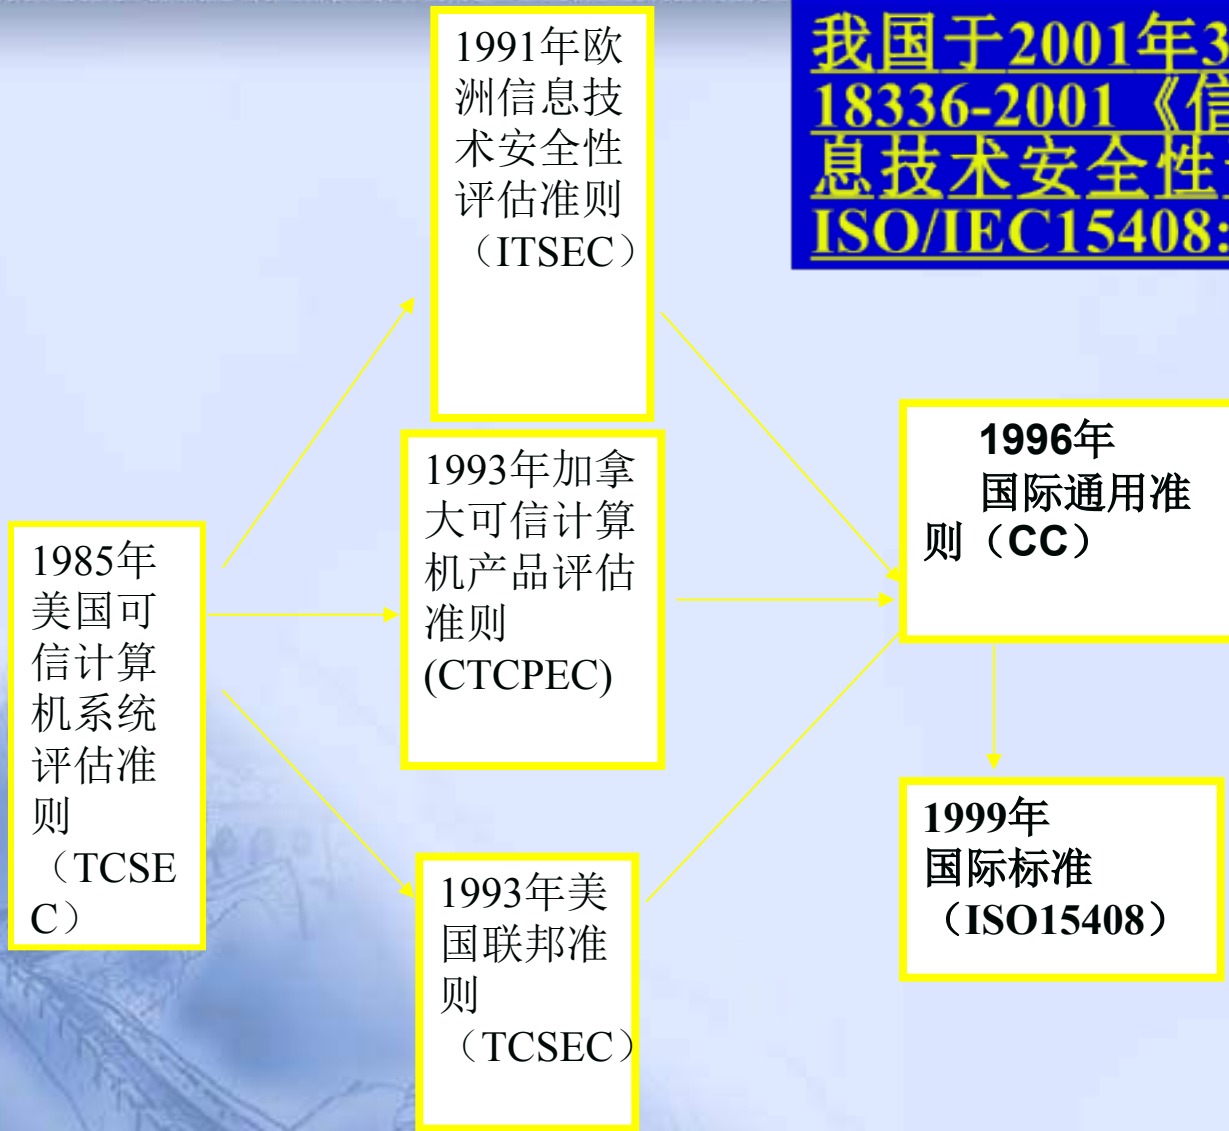 1991年欧
洲信息技
术安全性
评估准则
（ITSEC）
我国于2001年3
18336-2001《信
息技术安全性
ISO/IEC15408:
1993年加拿
大可信计算
机产品评估
准则
(CTCPEC)
1996年
国际通用准
则（CC）
1985年
美国可
信计算
机系统
评估准
则
（TCSE
C）
1999年
国际标准
（ISO15408）
1993年美
国联邦准
则
（TCSEC）